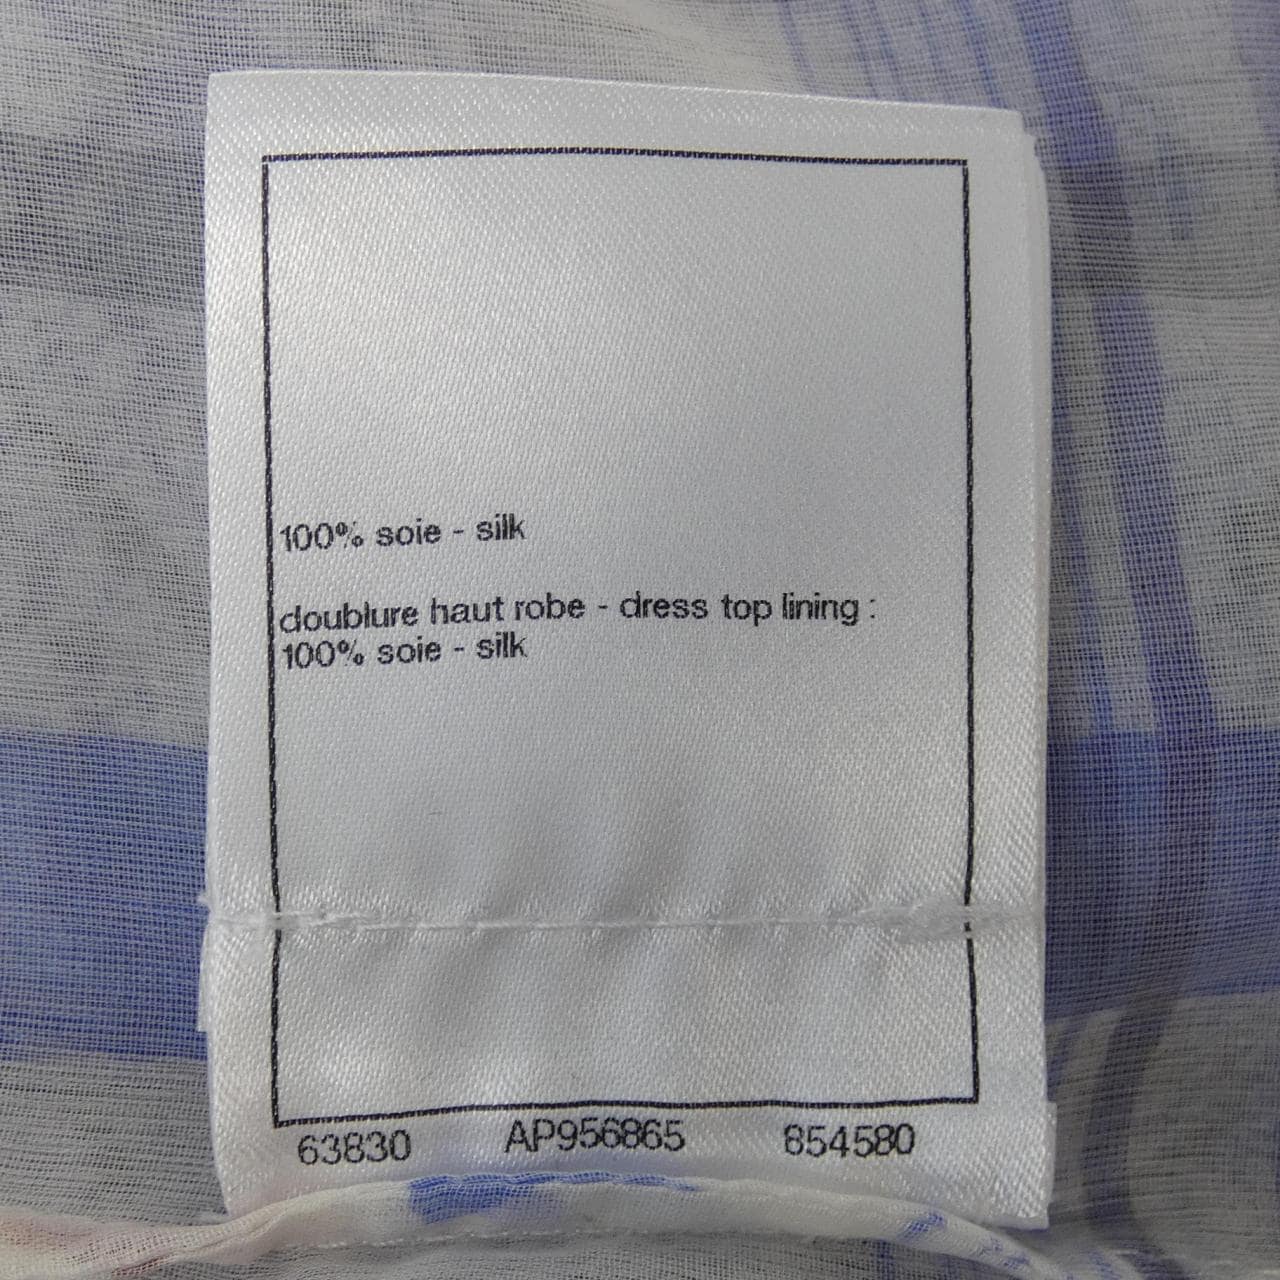 100% soie - silk
doublure haut robe - dress top lining :
100% soie - silk
63830 AP956865 854580